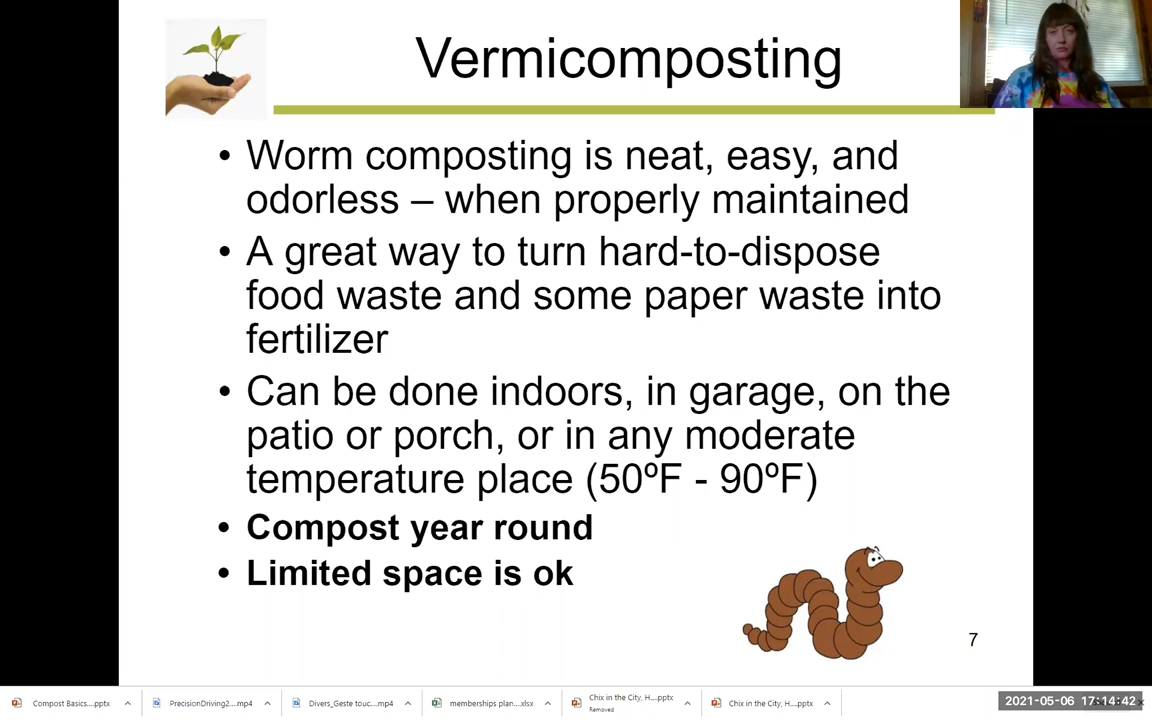 Vermicomposting
• Worm composting is neat, easy, and
odorless – when properly maintained
• A great way to turn hard-to-dispose
food waste and some paper waste into
fertilizer
• Can be done indoors, in garage, on the
patio or porch, or in any moderate
temperature place (50ºF - 90ºF)
• Compost year round
• Limited space is ok
7
Compost Basics....pptx
PrecisionDriving2....mp4
Divers_Geste touc....mp4
memberships plan....xlsx
Chix in the City, H....pptx
Removed
Chix in the City, H....pptx
2021-05-06 17:14:42